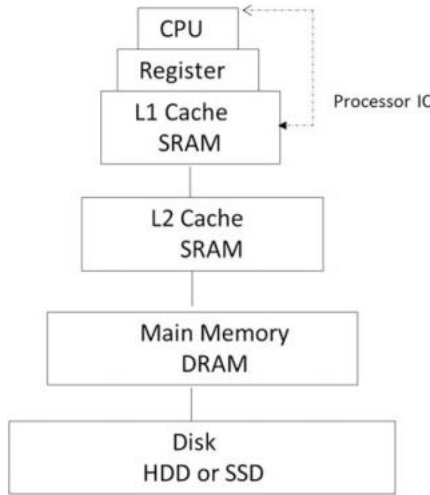 CPU
Register
L1 Cache
SRAM
Processor IC
L2 Cache
SRAM
Main Memory
DRAM
Disk
HDD or SSD